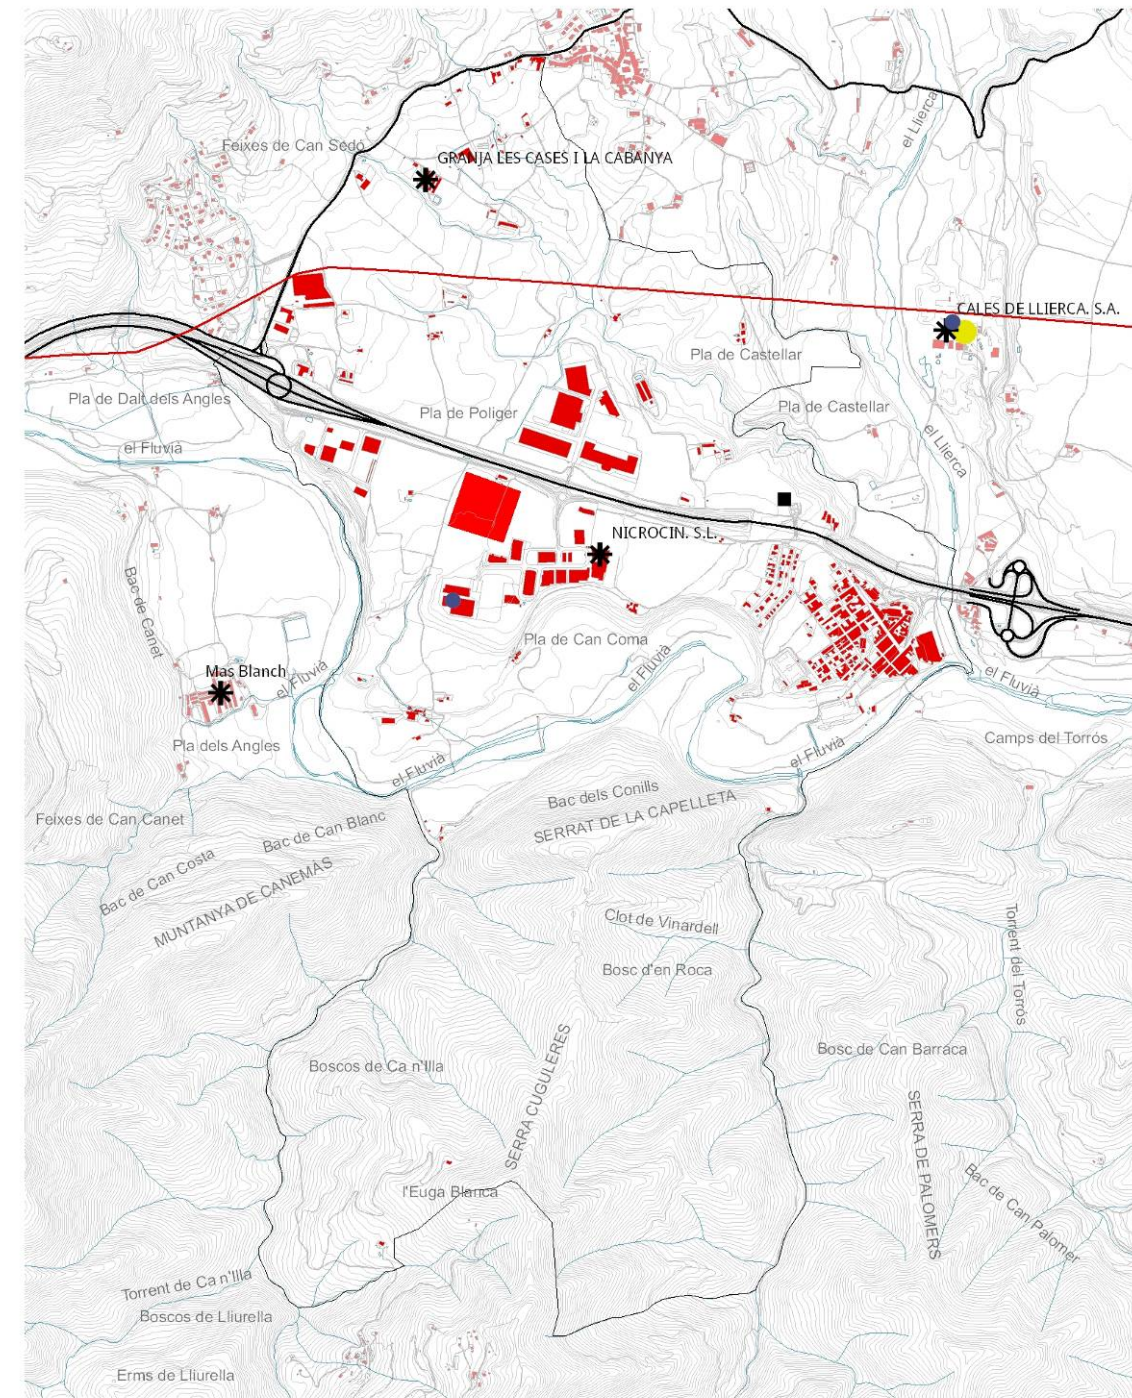 el Llierca
Feixes de Can Sedó
GRANJA LES CASES I LA CABANYA
CALES DE LLIERCA. S.A.
Pla de Castellar
Pla de Dalt dels Angles
Pla de Poliger
Pla de Castellar
el Fluvià
el Llierca
NICROCIN. S.L.
Bac de Canet
Pla de Can Coma
Mas Blanch
el Fluvià
el Fluvià
el Fluvià
Pla dels Angles
Camps del Torrós
el Fluvià
el Fluvià
Bac dels Conills
SERRAT DE LA CAPELLETA
Feixes de Can Canet
Bac de Can Blanc
Bac de Can Costa
MUNTANYA DE CANEMÀS
Clot de Vinardell
Torrent del Torrós
Bosc d'en Roca
Bosc de Can Barraca
Boscos de Ca n'Illa
SERRA CUGULERES
SERRA DE PALOMERS
l'Euga Blanca
Bac de Can Palomer
Torrent de Ca n'Illa
Boscos de Lliurella
Erms de Lliurella